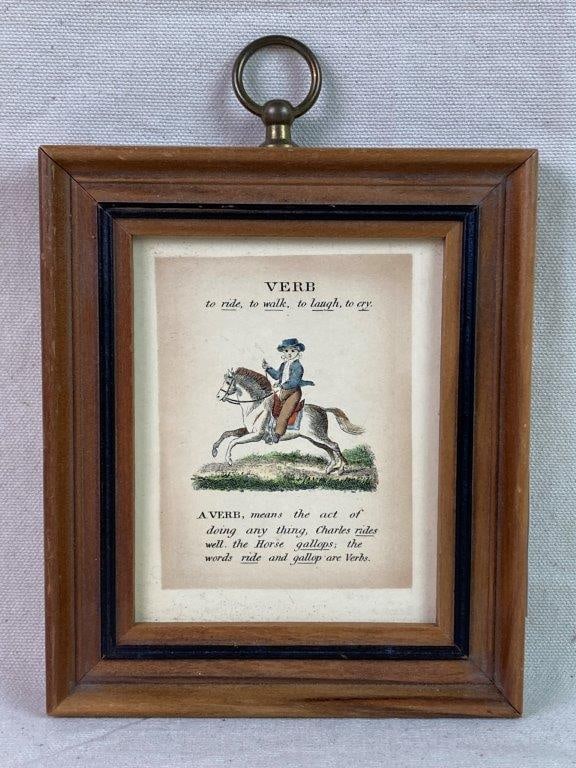 VERB
to ride, to walk, to laugh, to cry.
A VERB, means the act of
doing any thing, Charles rides
well. the Horse gallops; the
words ride and gallop are Verbs.